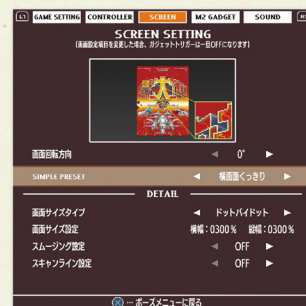 L1 GAME SETTING CONTROLLER SCREEN M2 GADGET SOUND
SCREEN SETTING
(画面設定項目を変更した場合、ガジェットトリガーは一旦OFFになります)
画面回転方向 ◀ 0° ▶
SIMPLE PRESET ◀ 横画面くっきり ▶
DETAIL
画面サイズタイプ ◀ ドットバイドット ▶
画面サイズ設定 横幅:0300% 縦幅:0300%
スムージング設定 ◀ OFF ▶
スキャンライン設定 ◀ OFF ▶
… ポーズメニューに戻る